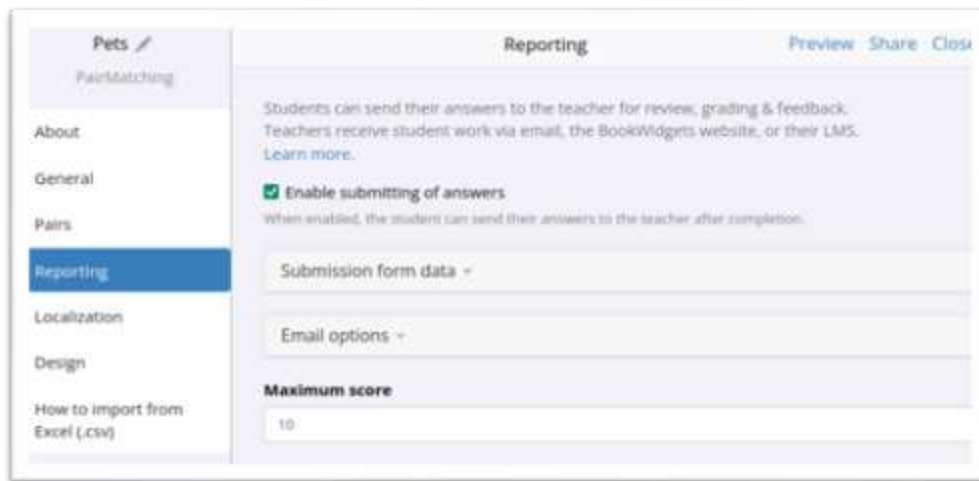 Pets
PairMatching
About
General
Pairs
Reporting
Localization
Design
How to import from
Excel (.csv)
Reporting
Preview Share Close
Students can send their answers to the teacher for review, grading & feedback.
Teachers receive student work via email, the BookWidgets website, or their LMS.
Learn more.
Enable submitting of answers
When enabled, the student can send their answers to the teacher after completion.
Submission form data
Email options
Maximum score
10